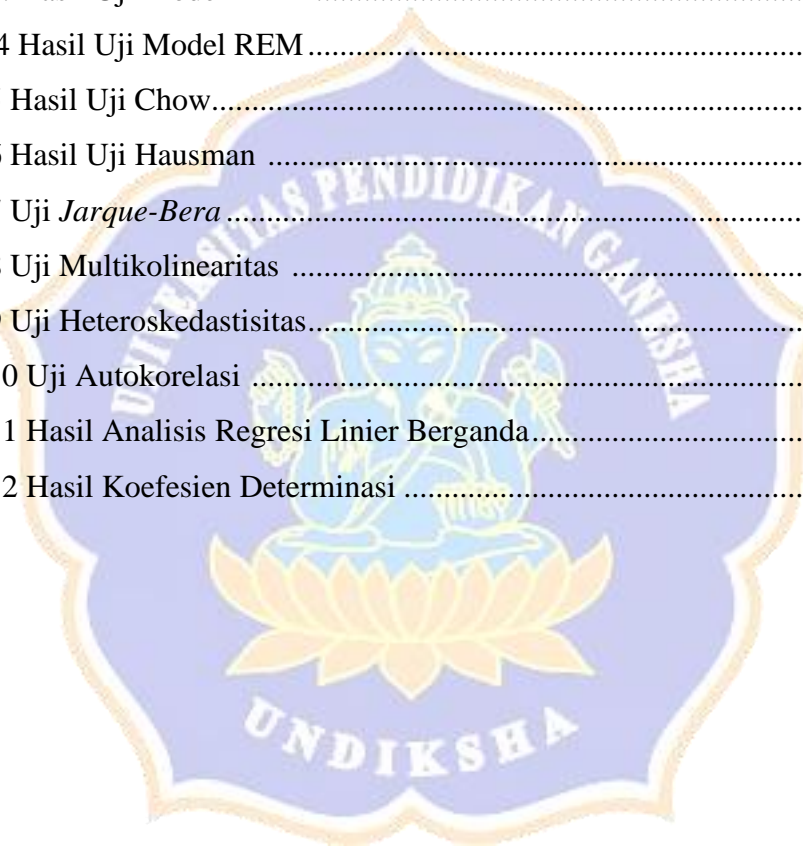 4 Hasil Uji Model REM ........................................................
Hasil Uji Chow........................................................................
Hasil Uji Hausman ................................................................
Uji Jarque-Bera ......................................................................
Uji Multikolinearitas ..............................................................
Uji Heteroskedastisitas...........................................................
0 Uji Autokorelasi ..................................................................
1 Hasil Analisis Regresi Linier Berganda................................
2 Hasil Koefesien Determinasi ................................................
UNIVERSITAS PENDIDIKAN GANESHA
UNDIKSHA